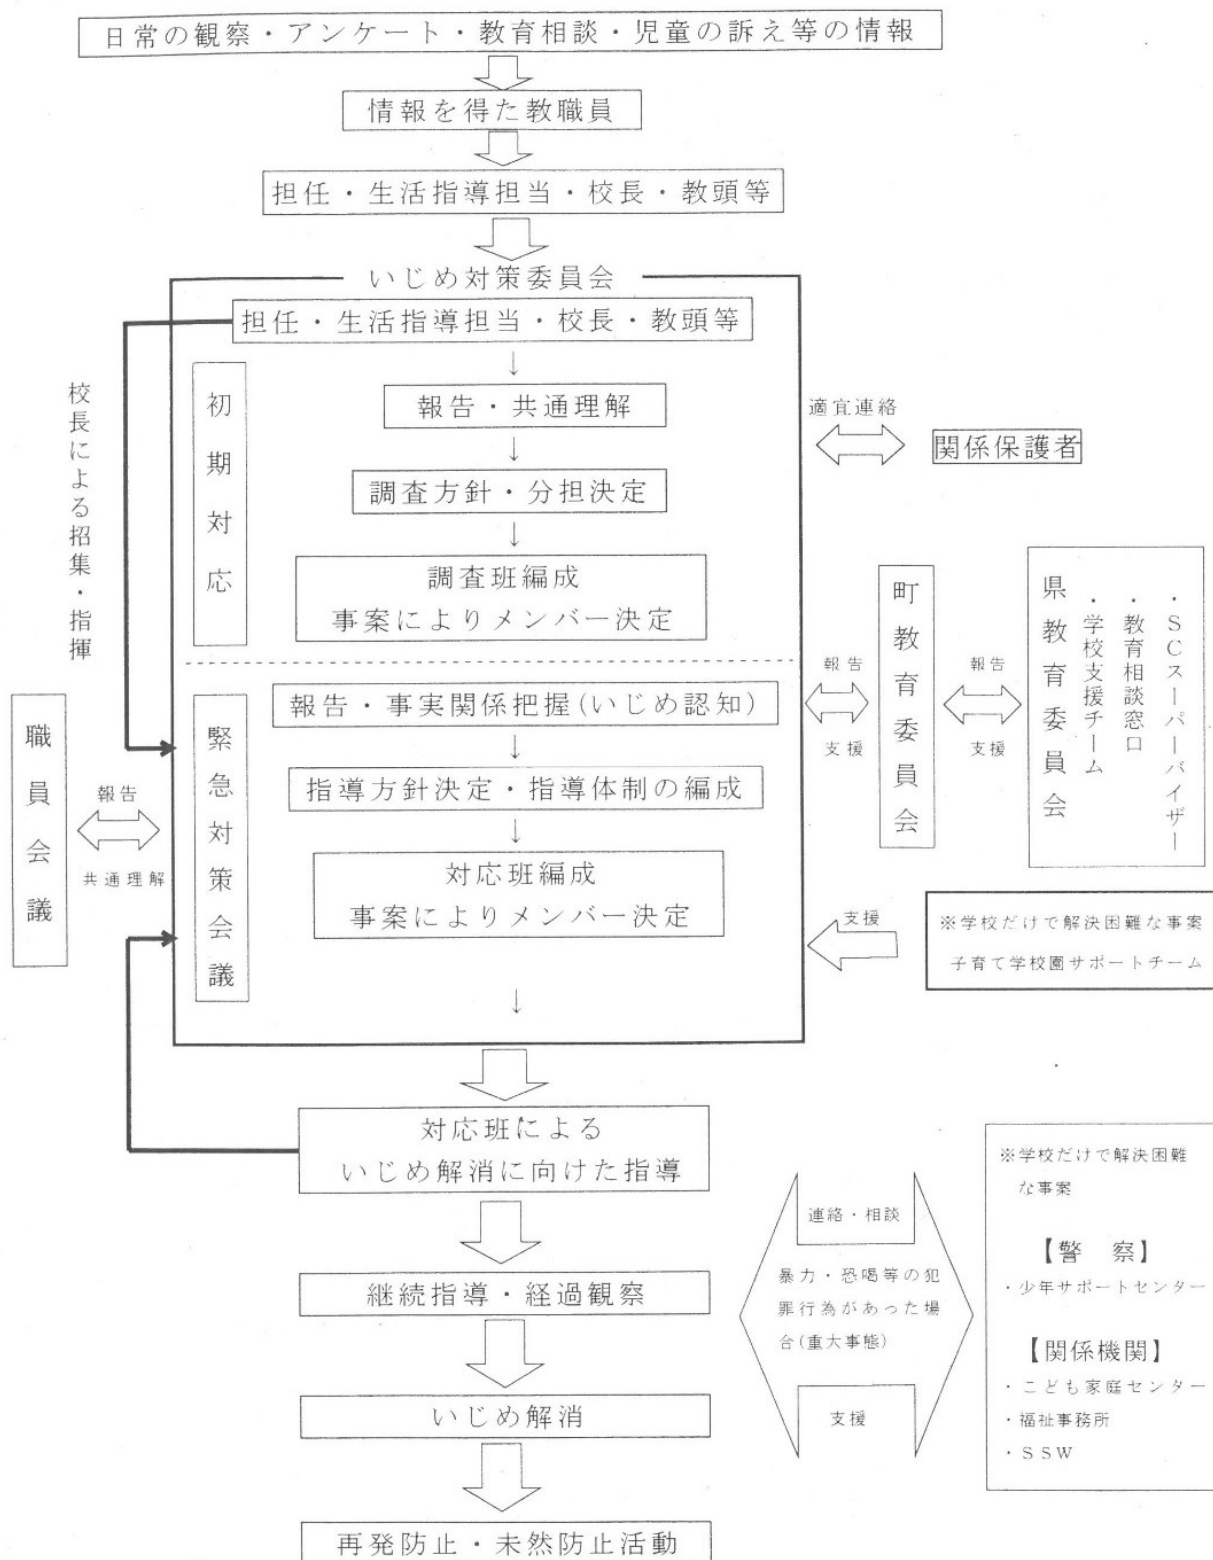 日常の観察・アンケート・教育相談・児童の訴え等の情報
情報を得た教職員
担任・生活指導担当・校長・教頭等
いじめ対策委員会
担任・生活指導担当・校長・教頭等
校長による招集・指揮
初期対応
報告・共通理解
調査方針・分担決定
調査班編成
事案によりメンバー決定
適宜連絡
関係保護者
緊急対策会議
報告・事実関係把握(いじめ認知)
指導方針決定・指導体制の編成
対応班編成
事案によりメンバー決定
職員会議
報告
共通理解
報告
支援
町教育委員会
報告
支援
県教育委員会
・学校支援チーム
・教育相談窓口
・SCスーパーバイザー
支援
※学校だけで解決困難な事案
子育て学校園サポートチーム
対応班による
いじめ解消に向けた指導
継続指導・経過観察
いじめ解消
再発防止・未然防止活動
連絡・相談
暴力・恐喝等の犯
罪行為があった場
合(重大事態)
支援
※学校だけで解決困難
な事案
【警　察】
・少年サポートセンター
【関係機関】
・こども家庭センター
・福祉事務所
・SSW